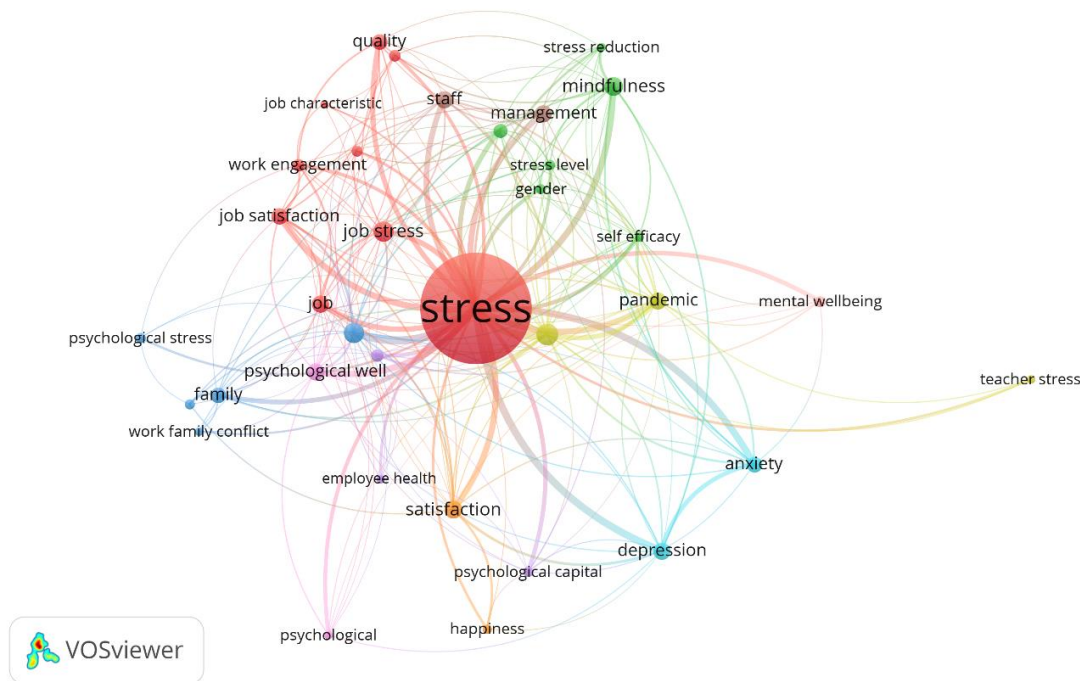 quality
stress reduction
mindfulness
job characteristic
staff
management
work engagement
stress level
gender
job satisfaction
job stress
self efficacy
stress
job
pandemic
mental wellbeing
psychological stress
psychological well
teacher stress
family
work family conflict
anxiety
employee health
satisfaction
depression
psychological capital
happiness
psychological
VOSviewer